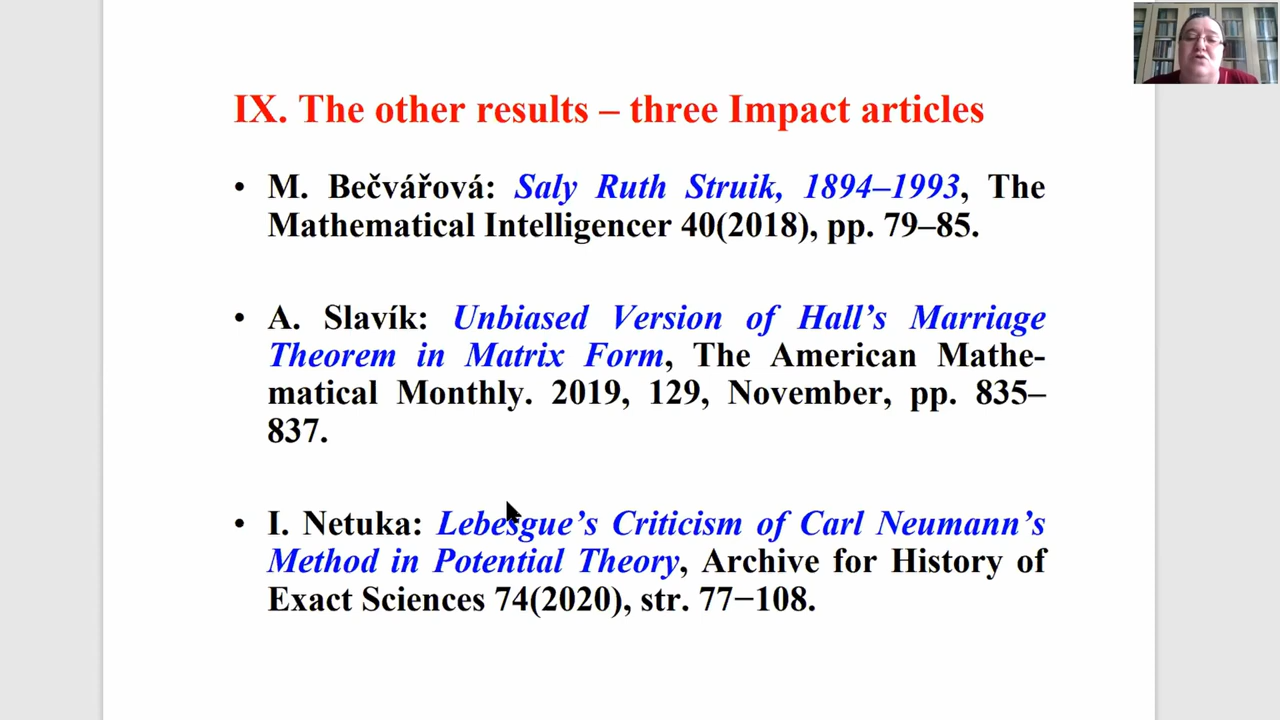 IX. The other results – three Impact articles
• M. Bečvářová: Saly Ruth Struik, 1894–1993, The
Mathematical Intelligencer 40(2018), pp. 79–85.
• A. Slavík: Unbiased Version of Hall’s Marriage
Theorem in Matrix Form, The American Mathe-
matical Monthly. 2019, 129, November, pp. 835–
837.
• I. Netuka: Lebesgue’s Criticism of Carl Neumann’s
Method in Potential Theory, Archive for History of
Exact Sciences 74(2020), str. 77−108.